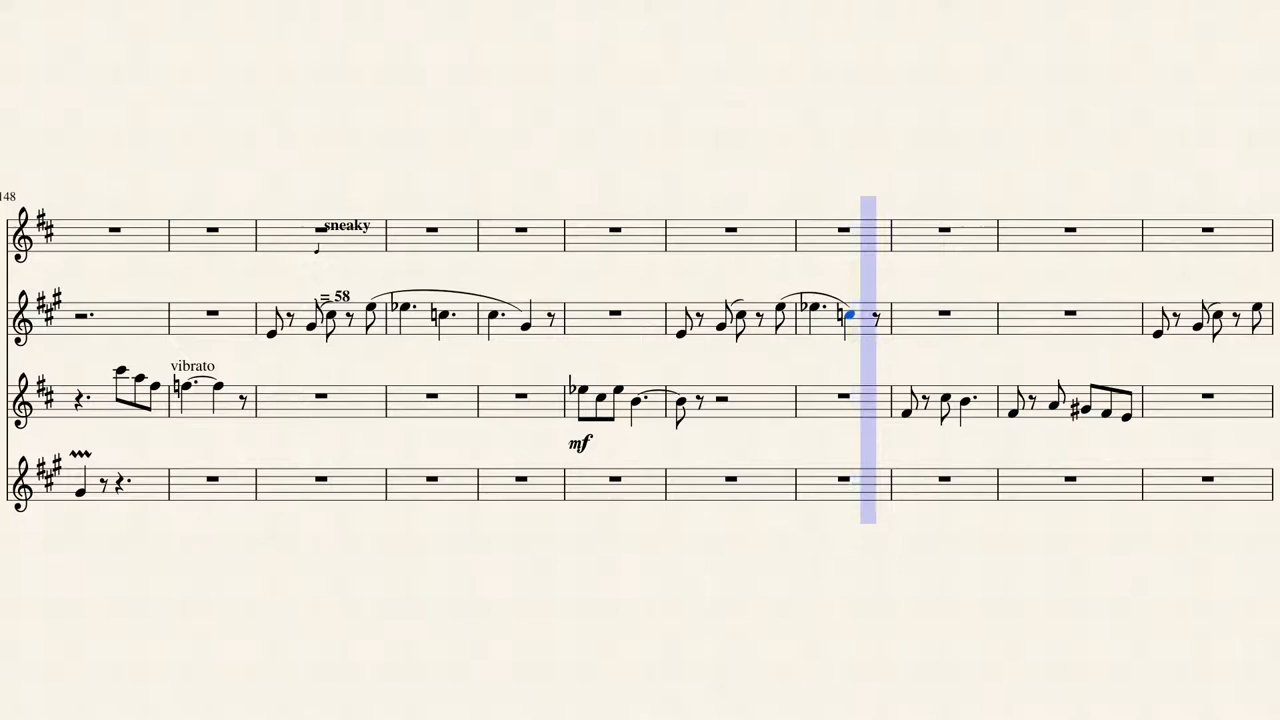 148
sneaky
= 58
vibrato
mf